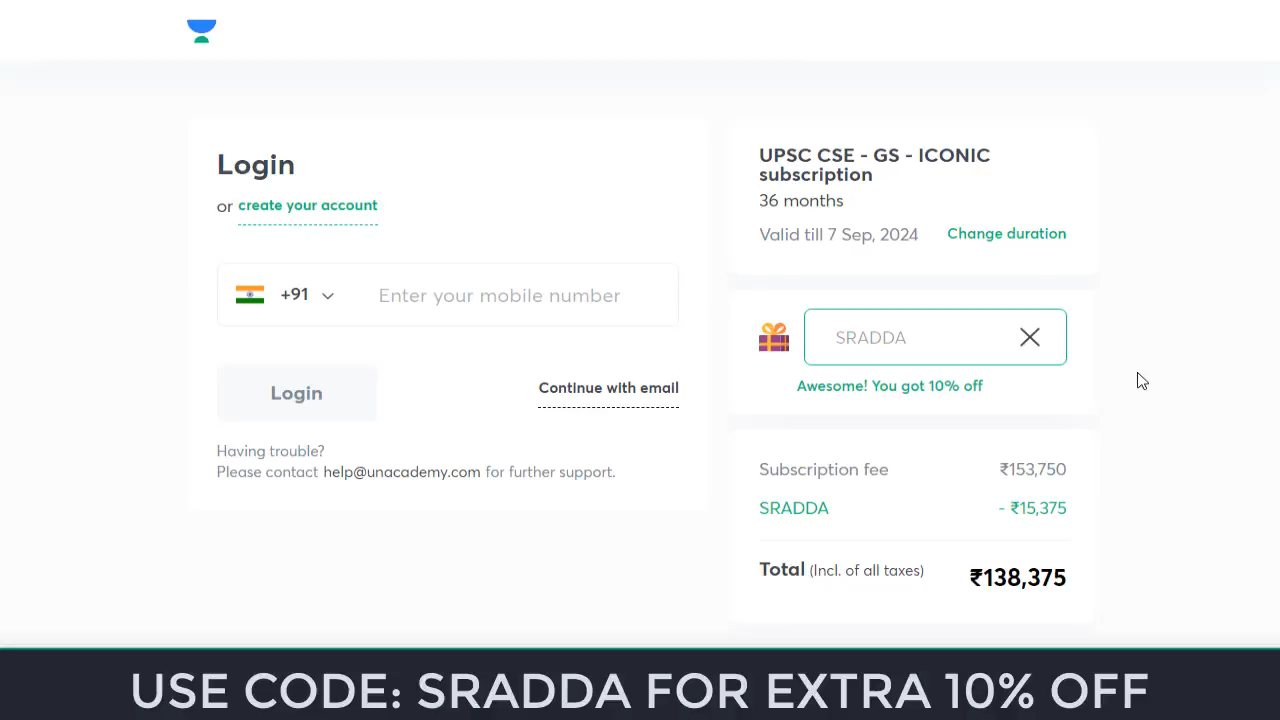 Login
or create your account
+91 Enter your mobile number
Login
Continue with email
Having trouble?
Please contact help@unacademy.com for further support.
UPSC CSE - GS - ICONIC
subscription
36 months
Valid till 7 Sep, 2024 Change duration
SRADDA
Awesome! You got 10% off
Subscription fee ₹153,750
SRADDA - ₹15,375
Total (Incl. of all taxes) ₹138,375
USE CODE: SRADDA FOR EXTRA 10% OFF